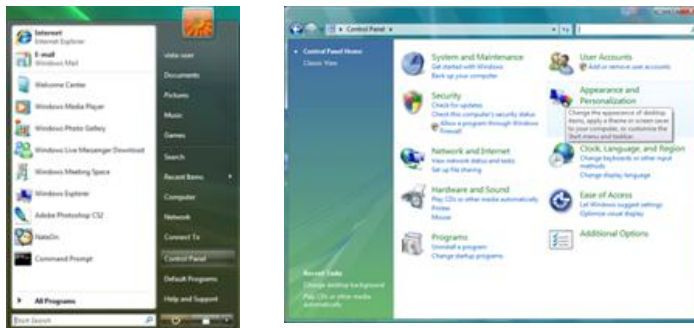 Internet
Internet Explorer
E-mail
Windows Mail
Welcome Center
Windows Media Player
Windows Photo Gallery
Windows Live Messenger Download
Windows Meeting Space
Windows Explorer
Adobe Photoshop CS2
NateOn
Command Prompt
All Programs
Start Search
vista user
Documents
Pictures
Music
Games
Search
Recent Items
Computer
Network
Connect To
Control Panel
Default Programs
Help and Support
Control Panel
Control Panel Home
Classic View
Recent Tasks
Change desktop background
Play CDs or other media
automatically
System and Maintenance
Get started with Windows
Back up your computer
Security
Check for updates
Check this computer's security status
Allow a program through Windows
Firewall
Network and Internet
View network status and tasks
Set up file sharing
Hardware and Sound
Play CDs or other media automatically
Printer
Mouse
Programs
Uninstall a program
Change startup programs
User Accounts
Add or remove user accounts
Appearance and
Personalization
Change the appearance of desktop
items, apply a theme or screen saver
to your computer, or customize the
Start menu and taskbar.
Clock, Language, and Region
Change keyboards or other input
methods
Change display language
Ease of Access
Let Windows suggest settings
Optimize visual display
Additional Options